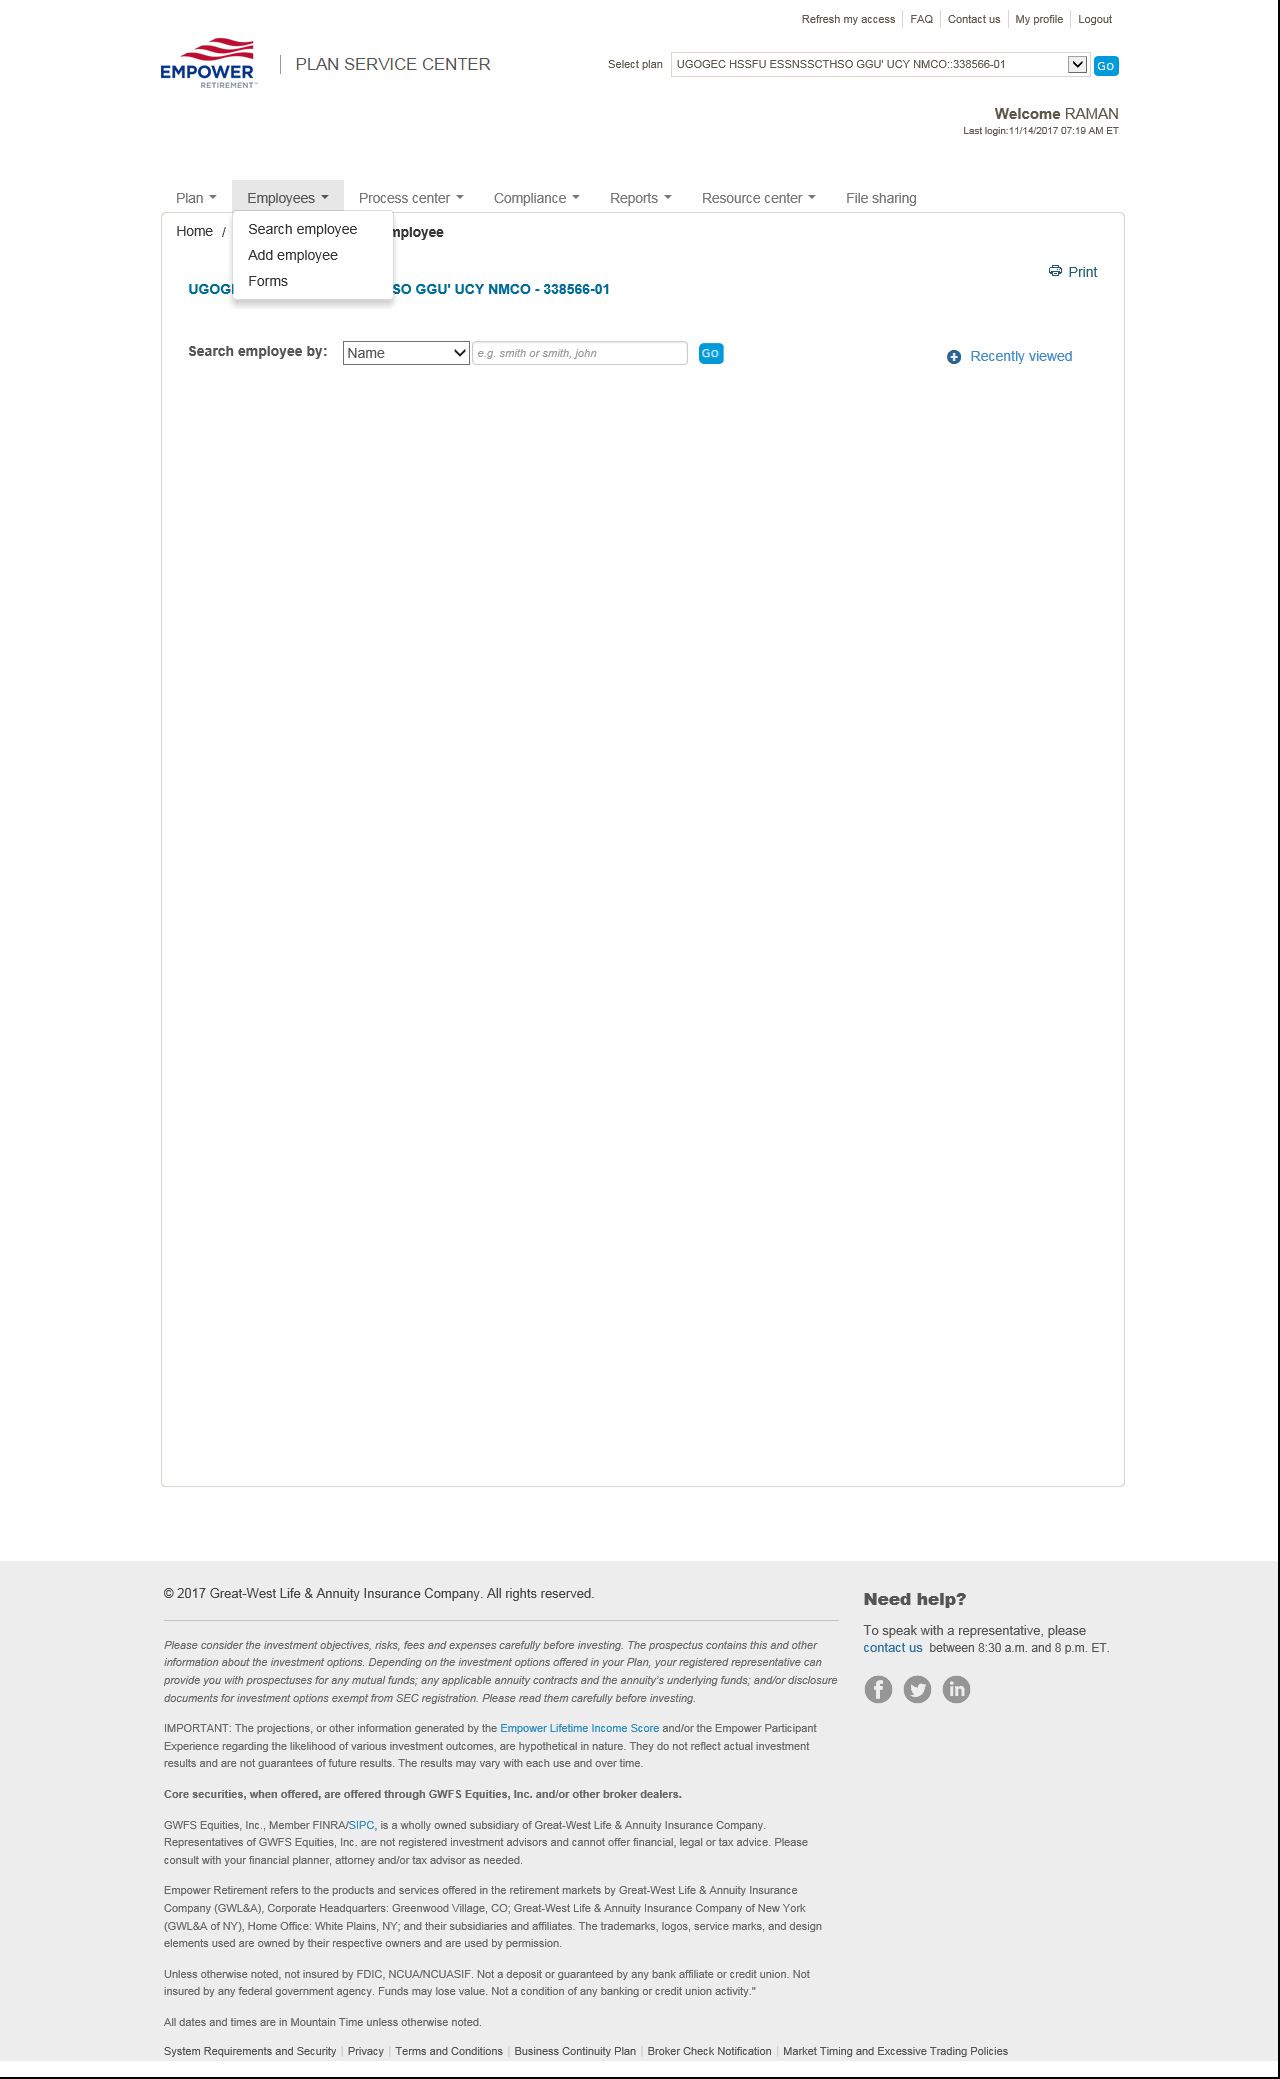 Refresh my access FAQ Contact us My profile Logout
EMPOWER
RETIREMENT
PLAN SERVICE CENTER
Select plan UGOGEC HSSFU ESSNSSCTHSO GGU' UCY NMCO::338566-01 Go
Welcome RAMAN
Last login:11/14/2017 07:19 AM ET
Plan Employees Process center Compliance Reports Resource center File sharing
Home / mployee
Search employee
Add employee
Forms
Print
UGOG SO GGU' UCY NMCO - 338566-01
Search employee by: Name e.g. smith or smith, john Go
Recently viewed
© 2017 Great-West Life & Annuity Insurance Company. All rights reserved.
Please consider the investment objectives, risks, fees and expenses carefully before investing. The prospectus contains this and other
information about the investment options. Depending on the investment options offered in your Plan, your registered representative can
provide you with prospectuses for any mutual funds; any applicable annuity contracts and the annuity's underlying funds; and/or disclosure
documents for investment options exempt from SEC registration. Please read them carefully before investing.
IMPORTANT: The projections, or other information generated by the Empower Lifetime Income Score and/or the Empower Participant
Experience regarding the likelihood of various investment outcomes, are hypothetical in nature. They do not reflect actual investment
results and are not guarantees of future results. The results may vary with each use and over time.
Core securities, when offered, are offered through GWFS Equities, Inc. and/or other broker dealers.
GWFS Equities, Inc., Member FINRA/SIPC, is a wholly owned subsidiary of Great-West Life & Annuity Insurance Company.
Representatives of GWFS Equities, Inc. are not registered investment advisors and cannot offer financial, legal or tax advice. Please
consult with your financial planner, attorney and/or tax advisor as needed.
Empower Retirement refers to the products and services offered in the retirement markets by Great-West Life & Annuity Insurance
Company (GWL&A), Corporate Headquarters: Greenwood Village, CO; Great-West Life & Annuity Insurance Company of New York
(GWL&A of NY), Home Office: White Plains, NY; and their subsidiaries and affiliates. The trademarks, logos, service marks, and design
elements used are owned by their respective owners and are used by permission.
Unless otherwise noted, not insured by FDIC, NCUA/NCUASIF. Not a deposit or guaranteed by any bank affiliate or credit union. Not
insured by any federal government agency. Funds may lose value. Not a condition of any banking or credit union activity."
All dates and times are in Mountain Time unless otherwise noted.
System Requirements and Security | Privacy | Terms and Conditions | Business Continuity Plan | Broker Check Notification | Market Timing and Excessive Trading Policies
Need help?
To speak with a representative, please
contact us between 8:30 a.m. and 8 p.m. ET.